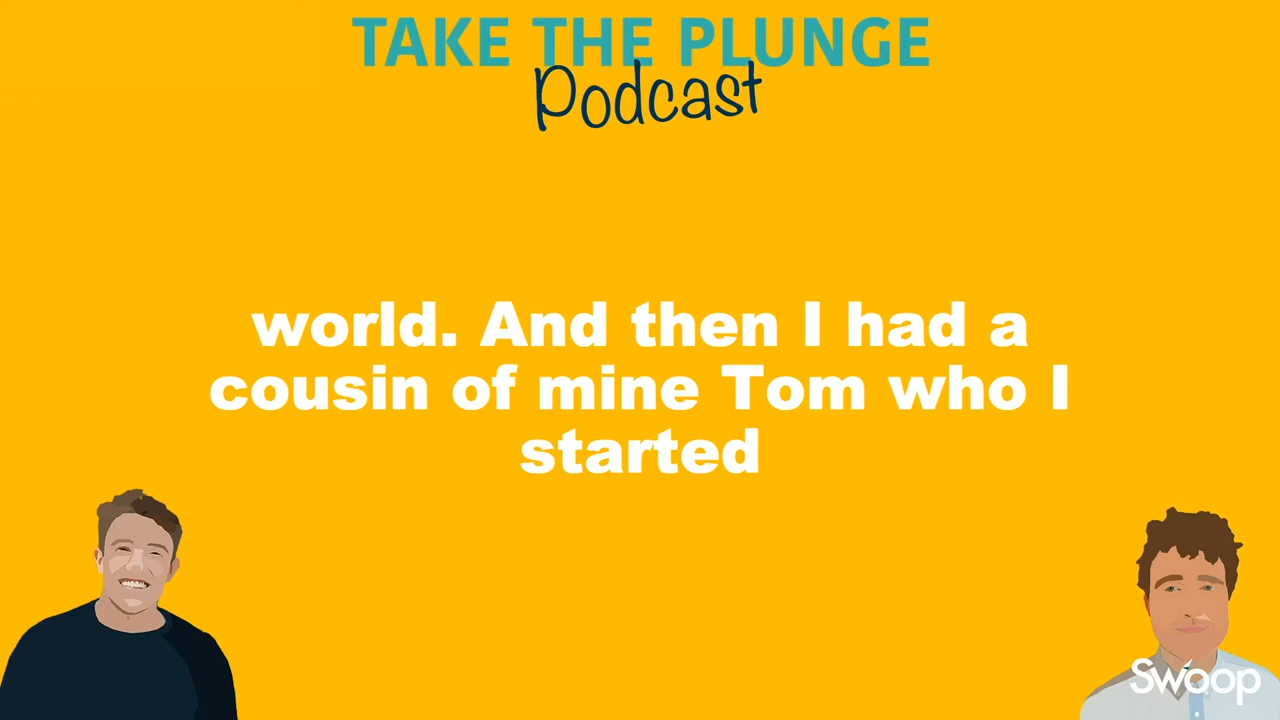 TAKE THE PLUNGE
Podcast
world. And then I had a
cousin of mine Tom who I
started
Swoop